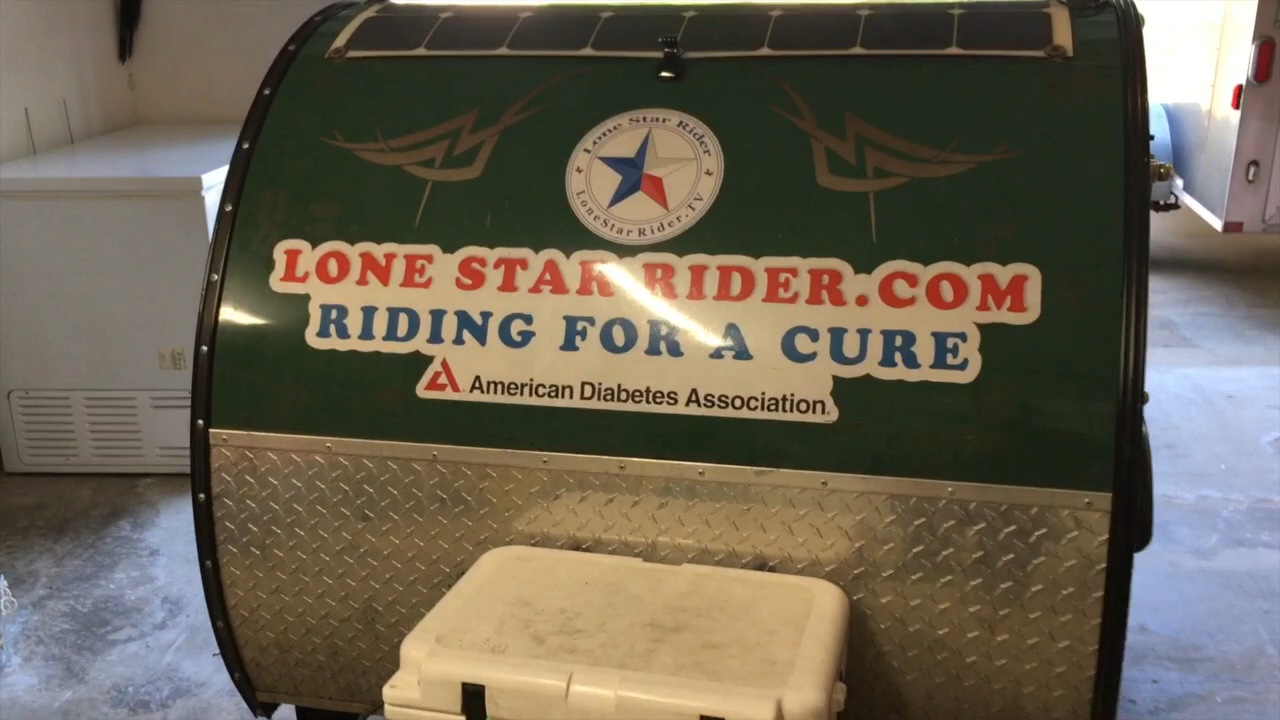 Lone Star Rider
LoneStarRider.TV
LONE STAR RIDER.COM
RIDING FOR A CURE
American Diabetes Association.